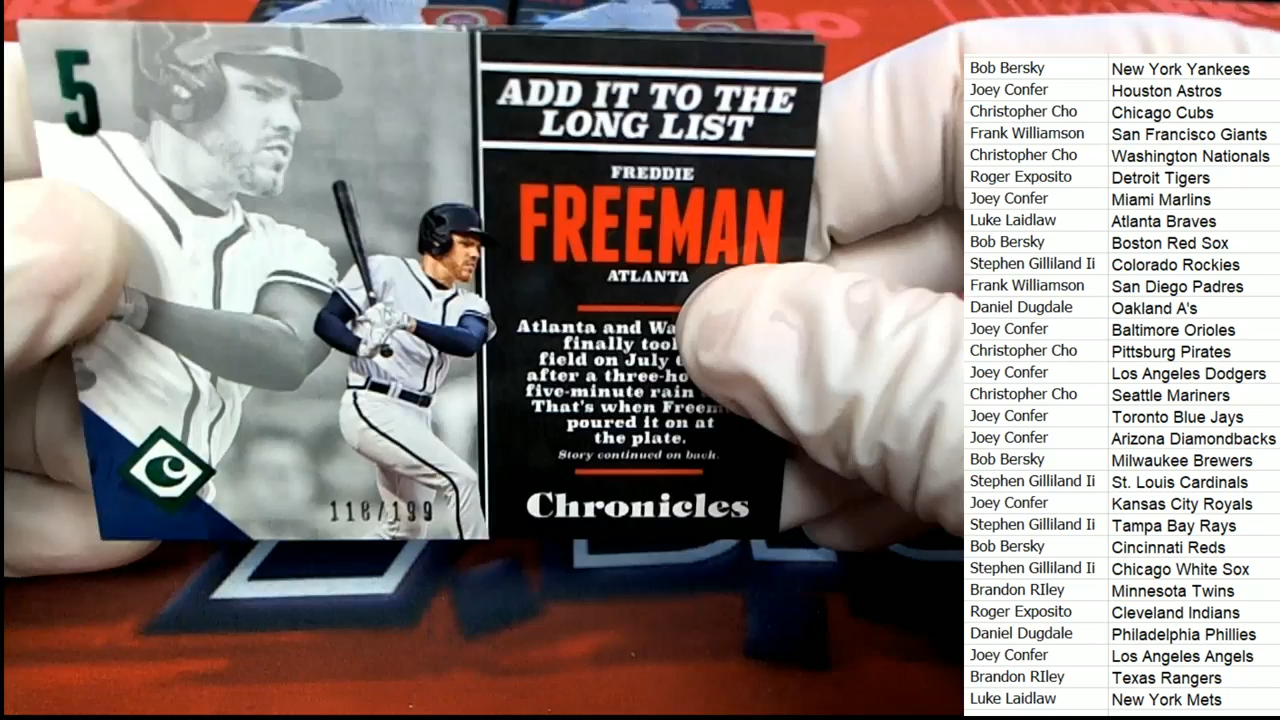 5
ADD IT TO THE
LONG LIST
FREDDIE
FREEMAN
ATLANTA
Atlanta and
finally
field on July
after a
five-minute rain
That's when
poured it on at
the plate.
Story continued on back.
Chronicles
C
118/199
Bob Bersky New York Yankees
Joey Confer Houston Astros
Christopher Cho Chicago Cubs
Frank Williamson San Francisco Giants
Christopher Cho Washington Nationals
Roger Exposito Detroit Tigers
Joey Confer Miami Marlins
Luke Laidlaw Atlanta Braves
Bob Bersky Boston Red Sox
Stephen Gilliland Ii Colorado Rockies
Frank Williamson San Diego Padres
Daniel Dugdale Oakland A's
Joey Confer Baltimore Orioles
Christopher Cho Pittsburg Pirates
Joey Confer Los Angeles Dodgers
Christopher Cho Seattle Mariners
Joey Confer Toronto Blue Jays
Joey Confer Arizona Diamondbacks
Bob Bersky Milwaukee Brewers
Stephen Gilliland Ii St. Louis Cardinals
Joey Confer Kansas City Royals
Stephen Gilliland Ii Tampa Bay Rays
Bob Bersky Cincinnati Reds
Stephen Gilliland Ii Chicago White Sox
Brandon RIley Minnesota Twins
Roger Exposito Cleveland Indians
Daniel Dugdale Philadelphia Phillies
Joey Confer Los Angeles Angels
Brandon RIley Texas Rangers
Luke Laidlaw New York Mets